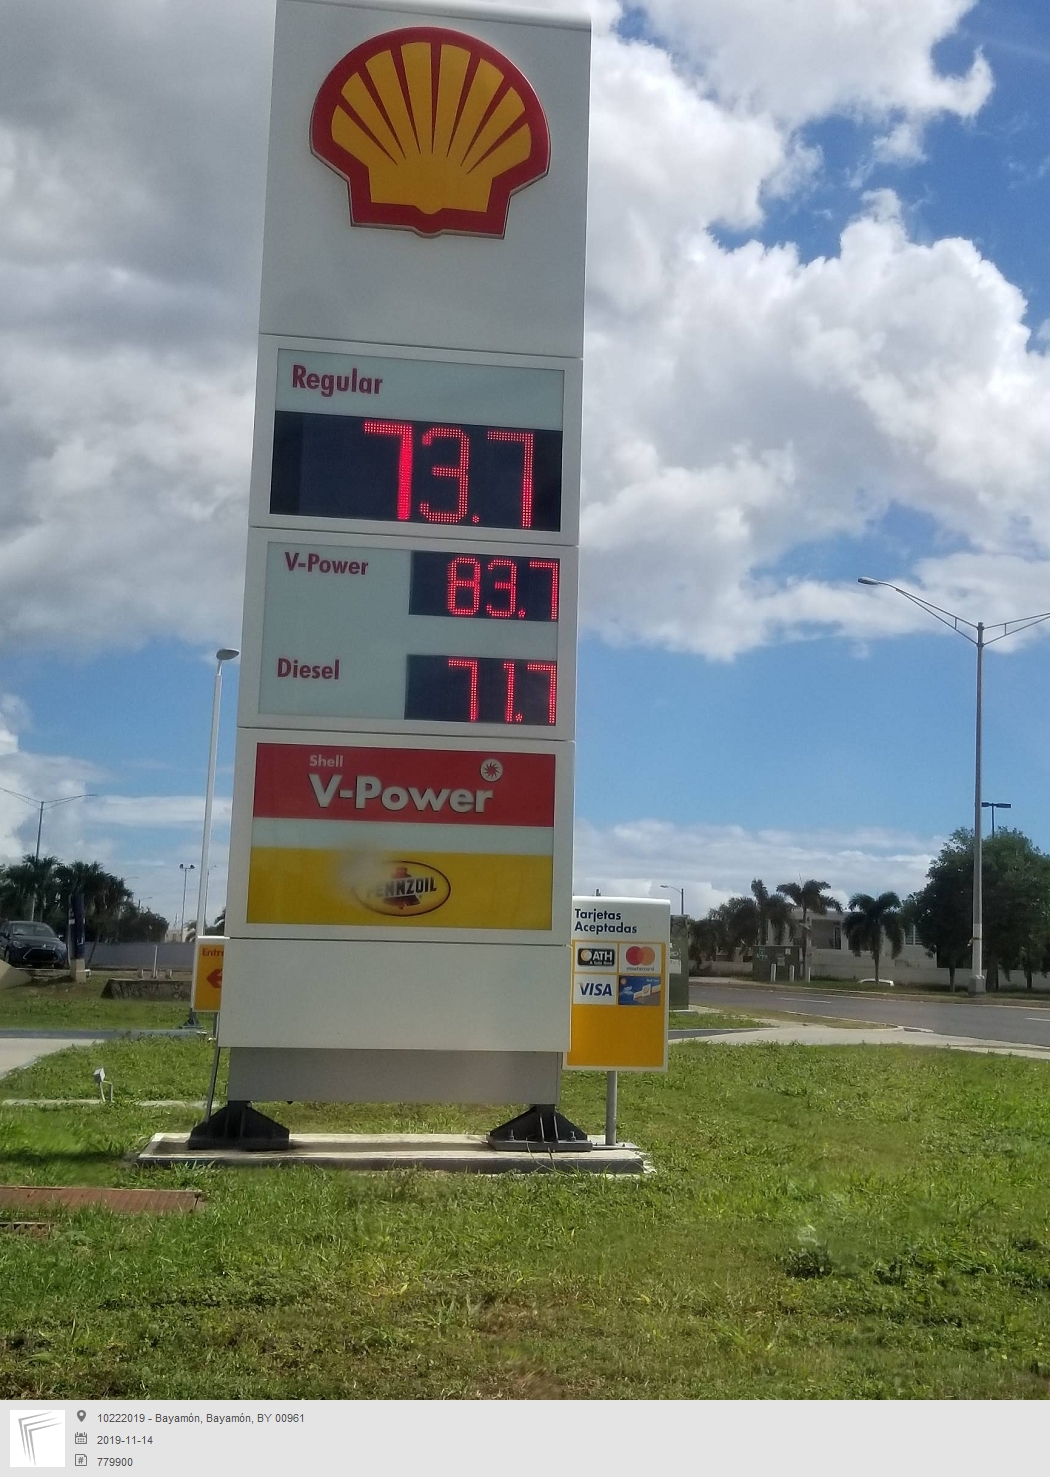 Regular
73.7
V-Power
83.7
Diesel
71.7
Shell
V-Power
PENNZOIL
Tarjetas
Aceptadas
ATH
mastercard
VISA
10222019 - Bayamón, Bayamón, BY 00961
2019-11-14
779900